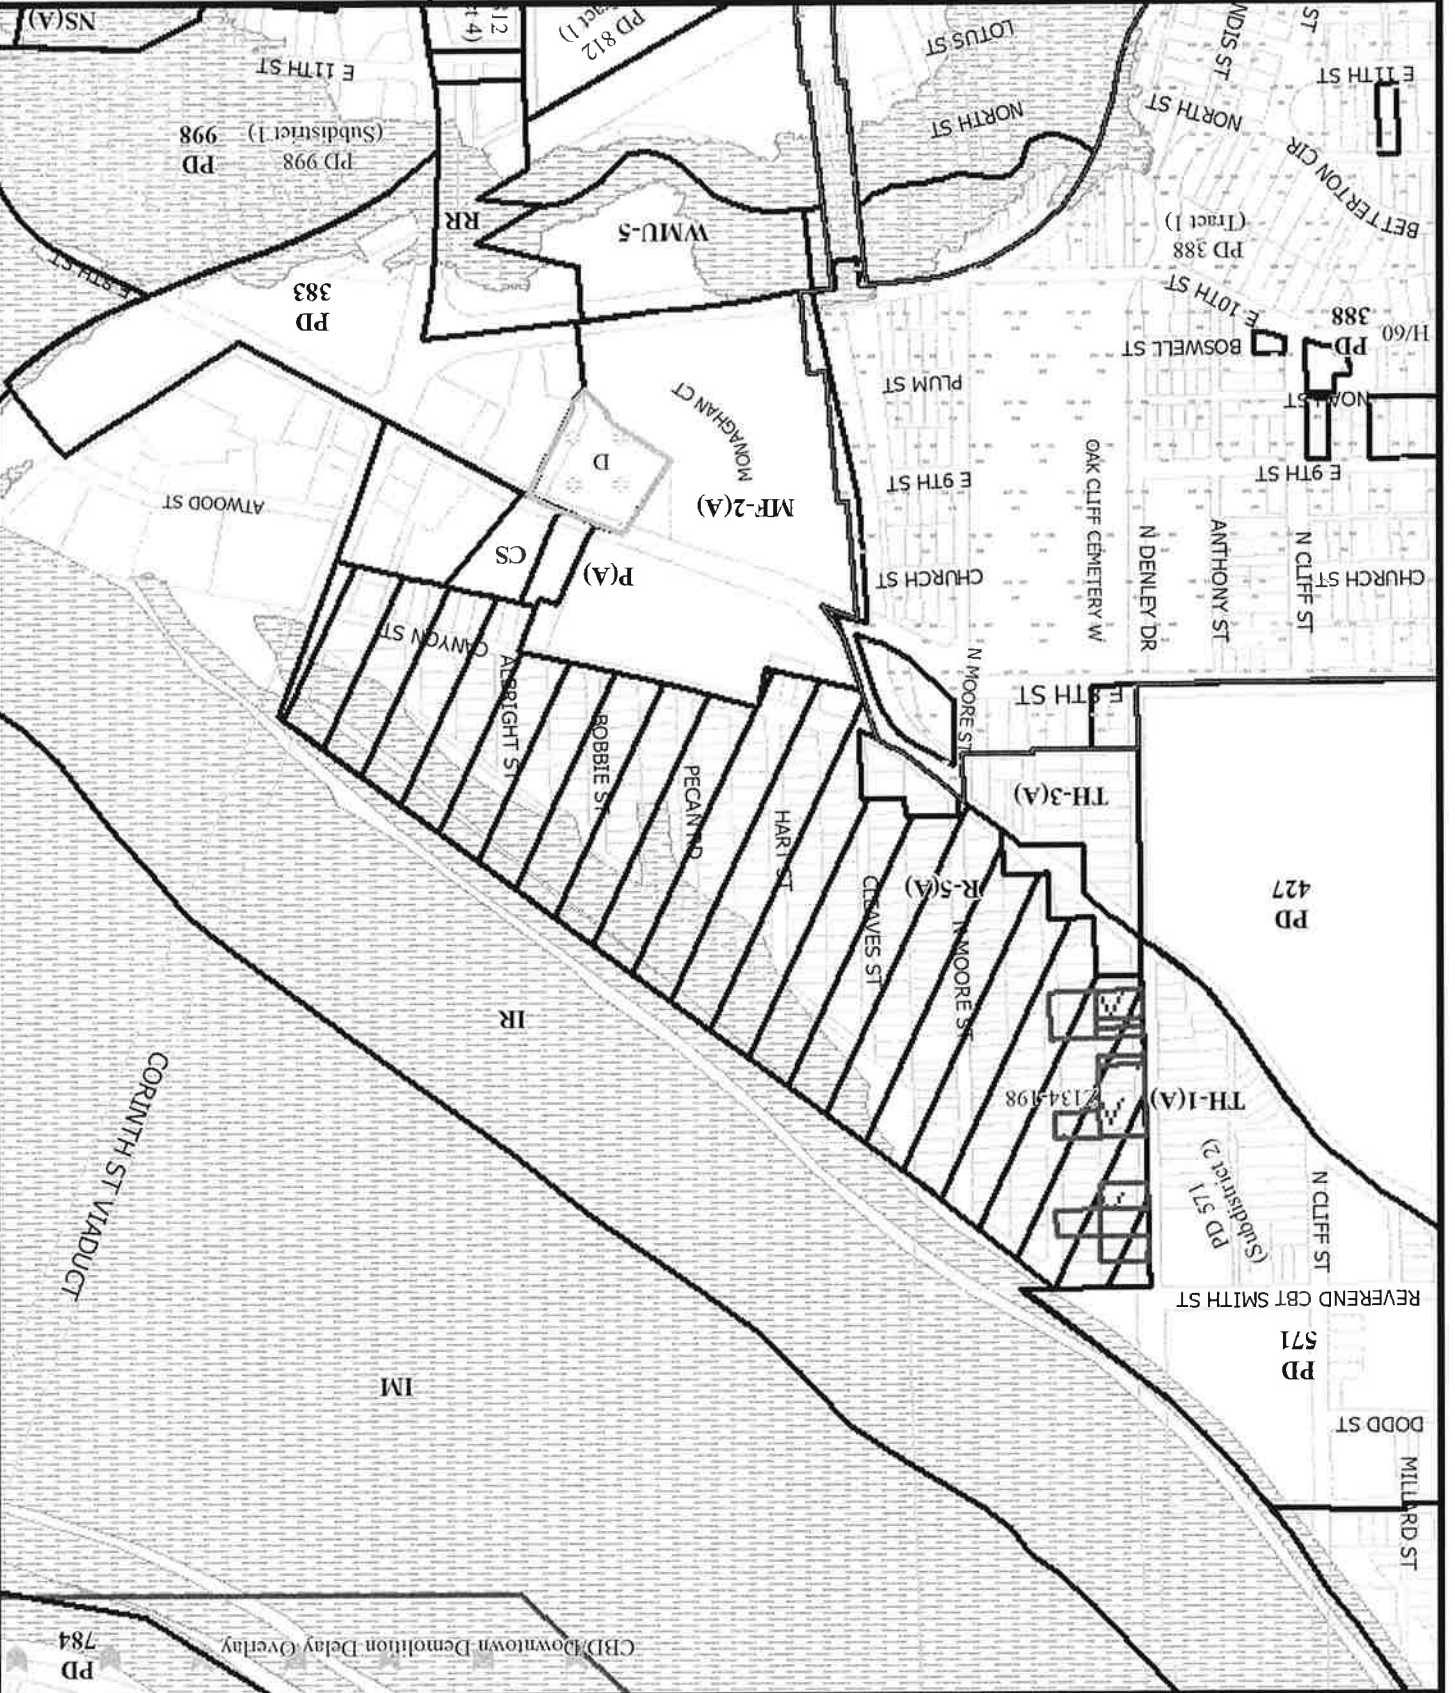 MILLARD ST
DODD ST
PD
571
REVEREND CBT SMITH ST
N CLIFF ST
PD 571
(Subdistrict 2)
TH-1(A)
Z134-198
PD
427
TH-3(A)
R-5(A)
N MOORE ST
CLEAVES ST
HART ST
PECAN RD
BOBBIE ST
ALBRIGHT ST
CANYON ST
N MOORE ST
E 8TH ST
CHURCH ST
N CLIFF ST
ANTHONY ST
N DENLEY DR
OAK CLIFF CEMETERY W
CHURCH ST
E 9TH ST
E 9TH ST
PLUM ST
H/60
PD
388
BOSWELL ST
E 10TH ST
PD 388
(Tract 1)
BETTERTON CIR
E 11TH ST
NORTH ST
NDIS ST
ST
NORTH ST
LOTUS ST
MF-2(A)
MONAGHAN CT
P(A)
CS
D
ATWOOD ST
PD
383
E 8TH ST
WMU-5
RR
PD 812
PD
998
PD 998
(Subdistrict 1)
E 11TH ST
NS(A)
IR
IM
CORINTH ST VIADUCT
CBD/Downtown Demolition Delay Overlay
PD
784